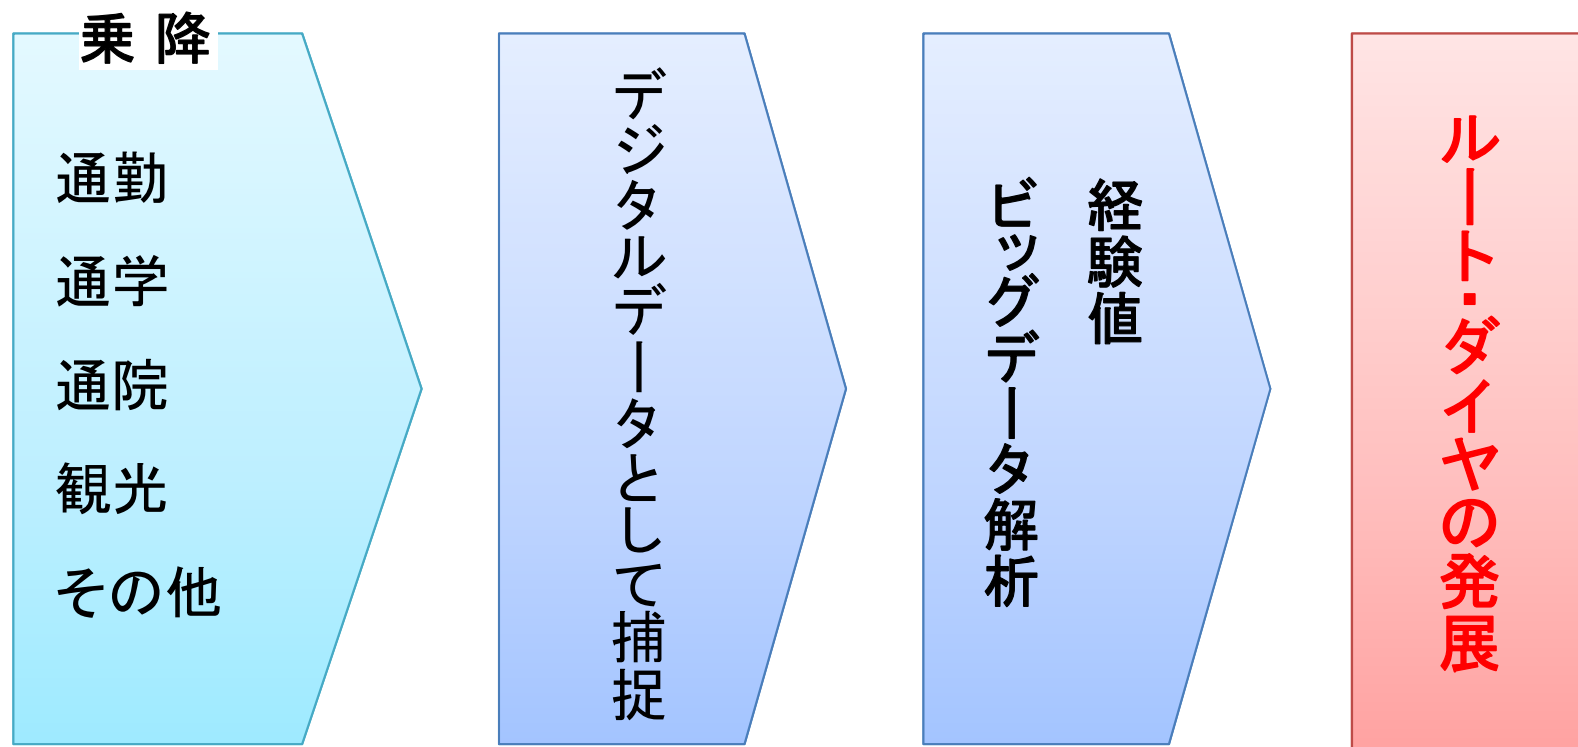 乗 降
通勤
通学
通院
観光
その他
デジタルデータとして捕捉
経験値
ビッグデータ解析
ルート・ダイヤの発展